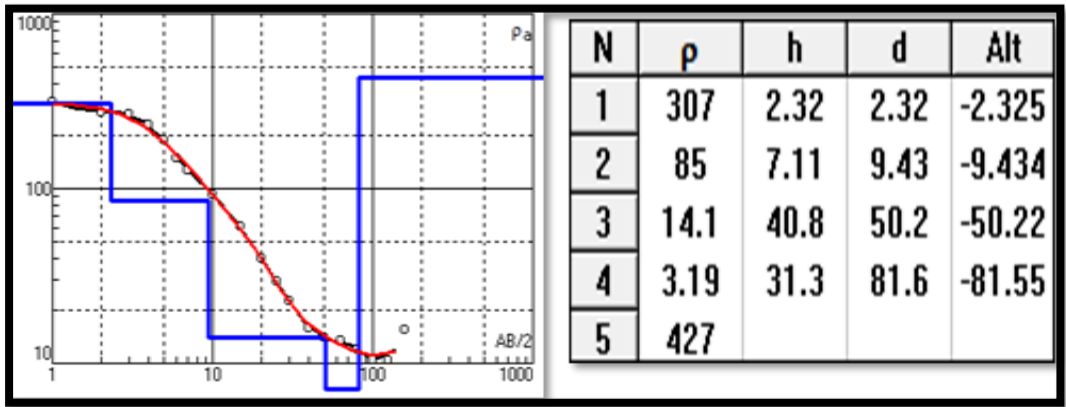 1000
ρa
100
10
AB/2
1 10 100 1000
N ρ h d Alt
1 307 2.32 2.32 -2.325
2 85 7.11 9.43 -9.434
3 14.1 40.8 50.2 -50.22
4 3.19 31.3 81.6 -81.55
5 427